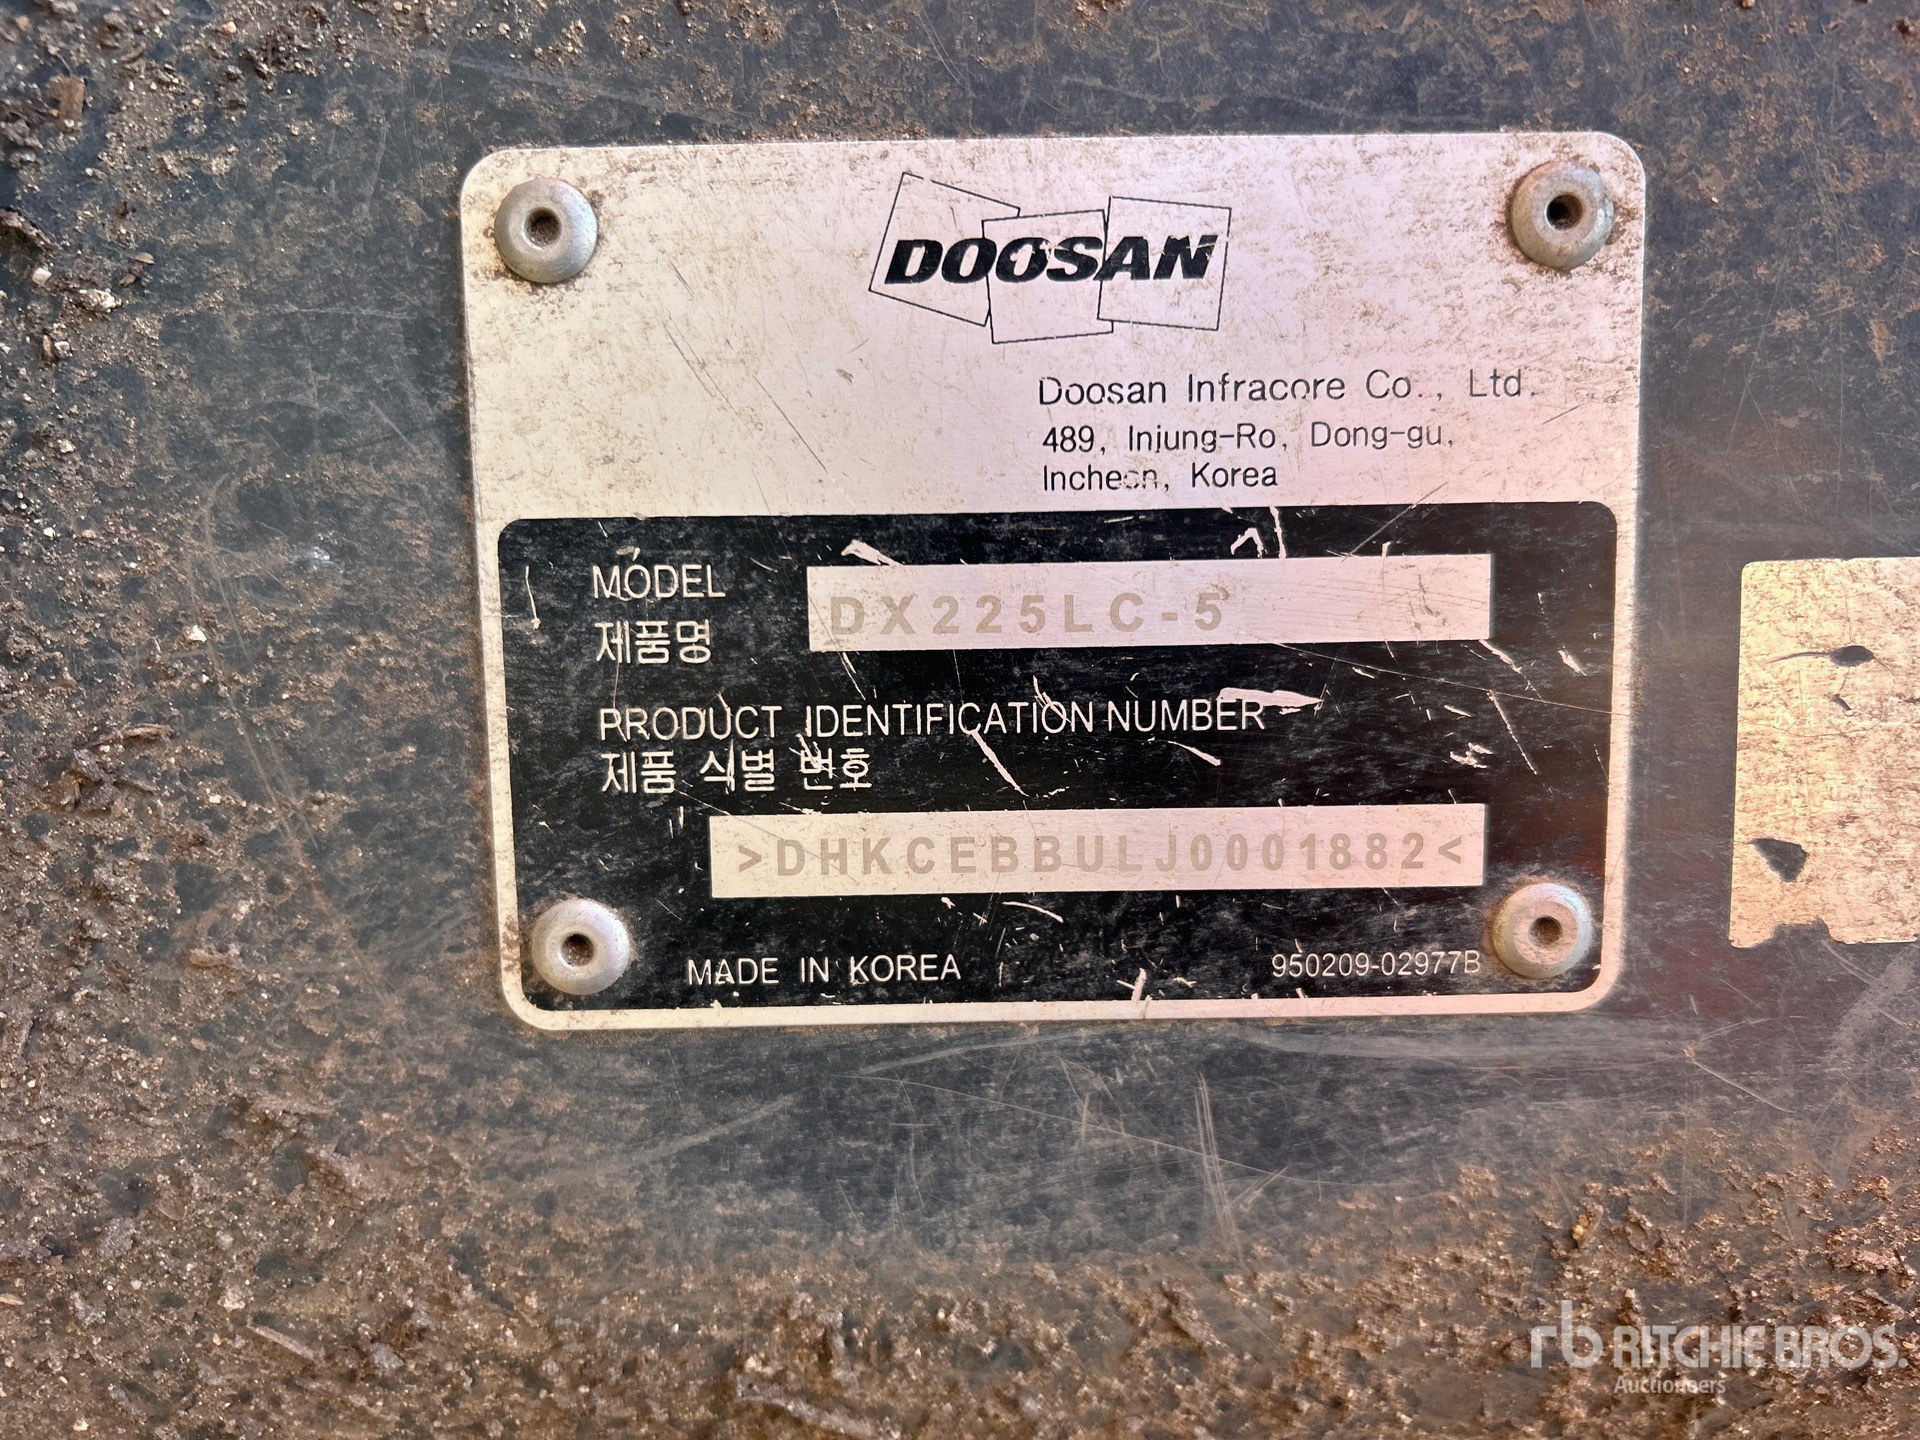 DOOSAN
Doosan Infracore Co., Ltd.
489, Injung-Ro, Dong-gu,
Incheon, Korea
MODEL
제품명
DX225LC-5
PRODUCT IDENTIFICATION NUMBER
제품 식별 번호
>DHKCEBBULJ0001882<
MADE IN KOREA
950209-02977B
rb RITCHIE BROS.
Auctioneers